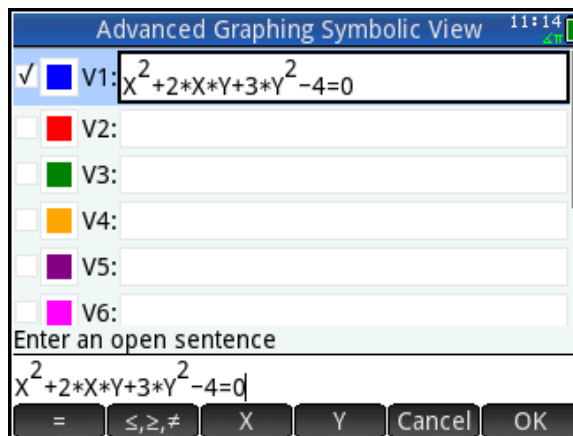 Advanced Graphing Symbolic View 11:14
∡π
√ V1: X²+2*X*Y+3*Y²−4=0
V2:
V3:
V4:
V5:
V6:
Enter an open sentence
X²+2*X*Y+3*Y²−4=0
= ≤,≥,≠ X Y Cancel OK